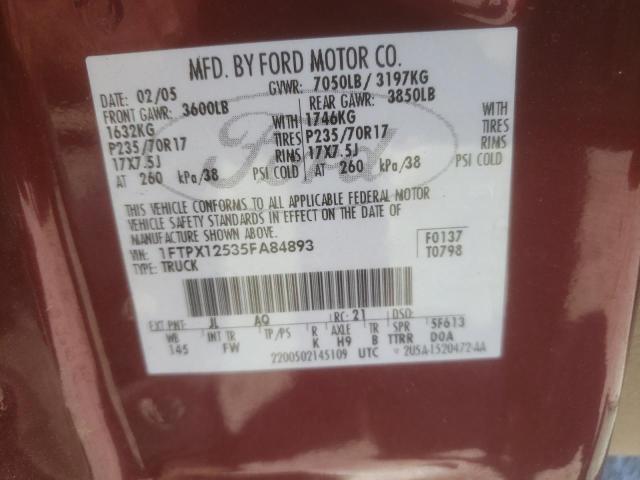 MFD. BY FORD MOTOR CO.
DATE: 02/05 GVWR: 7050LB/ 3197KG
FRONT GAWR: 3600LB REAR GAWR: 3850LB
1632KG 1746KG WITH
P235/70R17 TIRES P235/70R17 TIRES
17X7.5J RIMS 17X7.5J RIMS
AT 260 kPa/38 PSI COLD AT 260 kPa/38 PSI COLD
Ford
THIS VEHICLE CONFORMS TO ALL APPLICABLE FEDERAL MOTOR
VEHICLE SAFETY STANDARDS IN EFFECT ON THE DATE OF
MANUFACTURE SHOWN ABOVE.
VIN: 1FTPX12535FA84893 F0137
TYPE: TRUCK T0798
EXT PNT: JL AQ RC: 21 DSO: 5F613
WB INT TR TP/PS R AXLE TR SPR DOA
145 FW K H9 B TTRR
2200502145109 UTC 2U5A-1520472-AA